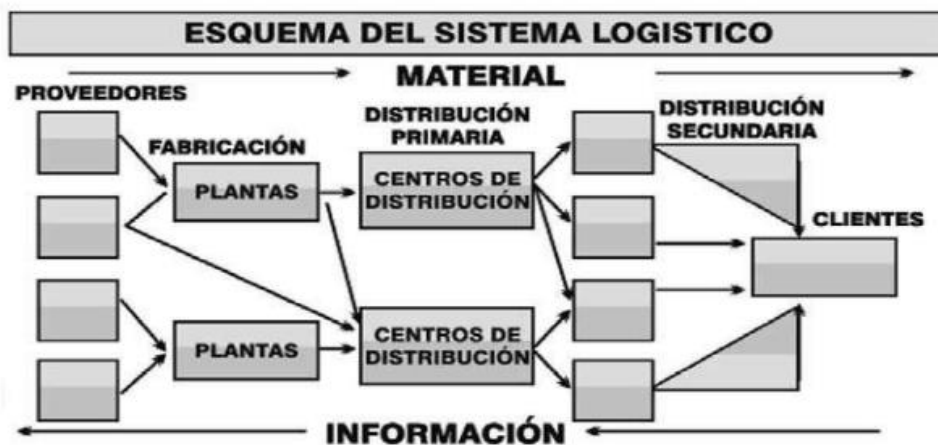 ESQUEMA DEL SISTEMA LOGISTICO
MATERIAL
PROVEEDORES
FABRICACIÓN
PLANTAS
PLANTAS
DISTRIBUCIÓN
PRIMARIA
CENTROS DE
DISTRIBUCIÓN
CENTROS DE
DISTRIBUCIÓN
DISTRIBUCIÓN
SECUNDARIA
CLIENTES
INFORMACIÓN